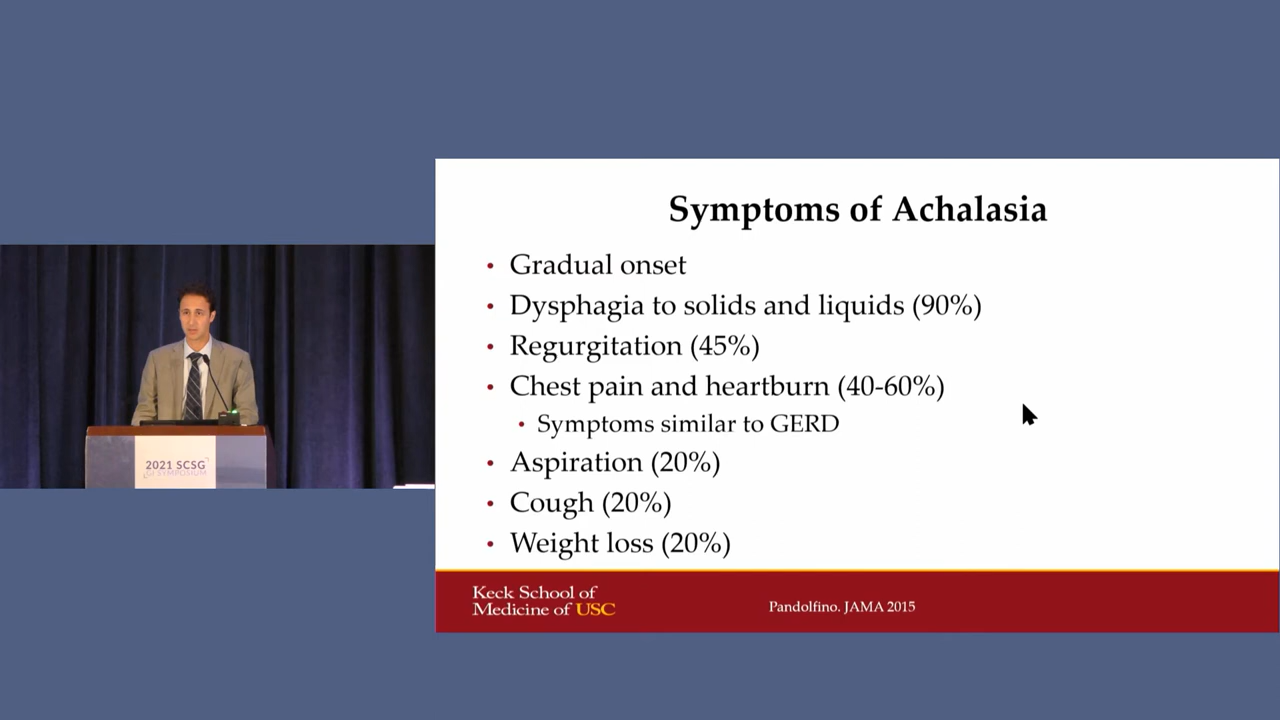 Symptoms of Achalasia
• Gradual onset
• Dysphagia to solids and liquids (90%)
• Regurgitation (45%)
• Chest pain and heartburn (40-60%)
• Symptoms similar to GERD
• Aspiration (20%)
• Cough (20%)
• Weight loss (20%)
Keck School of
Medicine of USC
Pandolfino. JAMA 2015
2021 SCSG
GI SYMPOSIUM